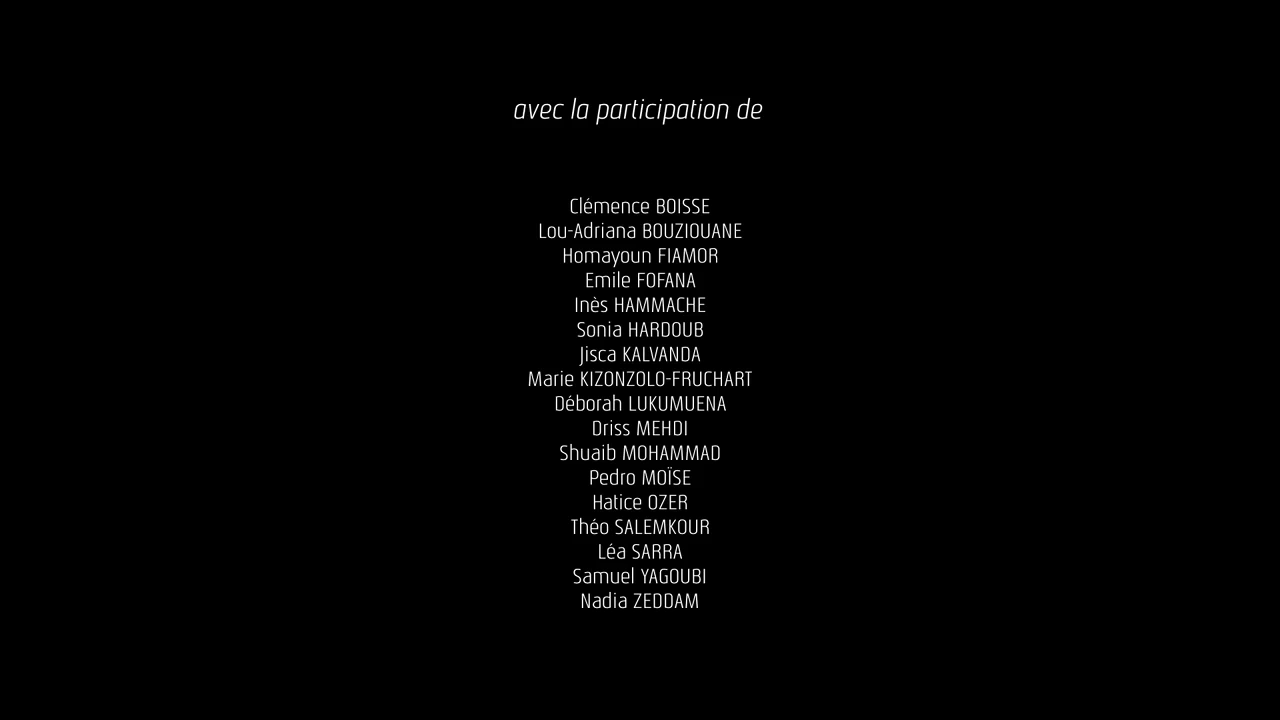 avec la participation de
Clémence BOISSE
Lou-Adriana BOUZIOUANE
Homayoun FIAMOR
Emile FOFANA
Inès HAMMACHE
Sonia HARDOUB
Jisca KALVANDA
Marie KIZONZOLO-FRUCHART
Déborah LUKUMUENA
Driss MEHDI
Shuaib MOHAMMAD
Pedro MOÏSE
Hatice OZER
Théo SALEMKOUR
Léa SARRA
Samuel YAGOUBI
Nadia ZEDDAM